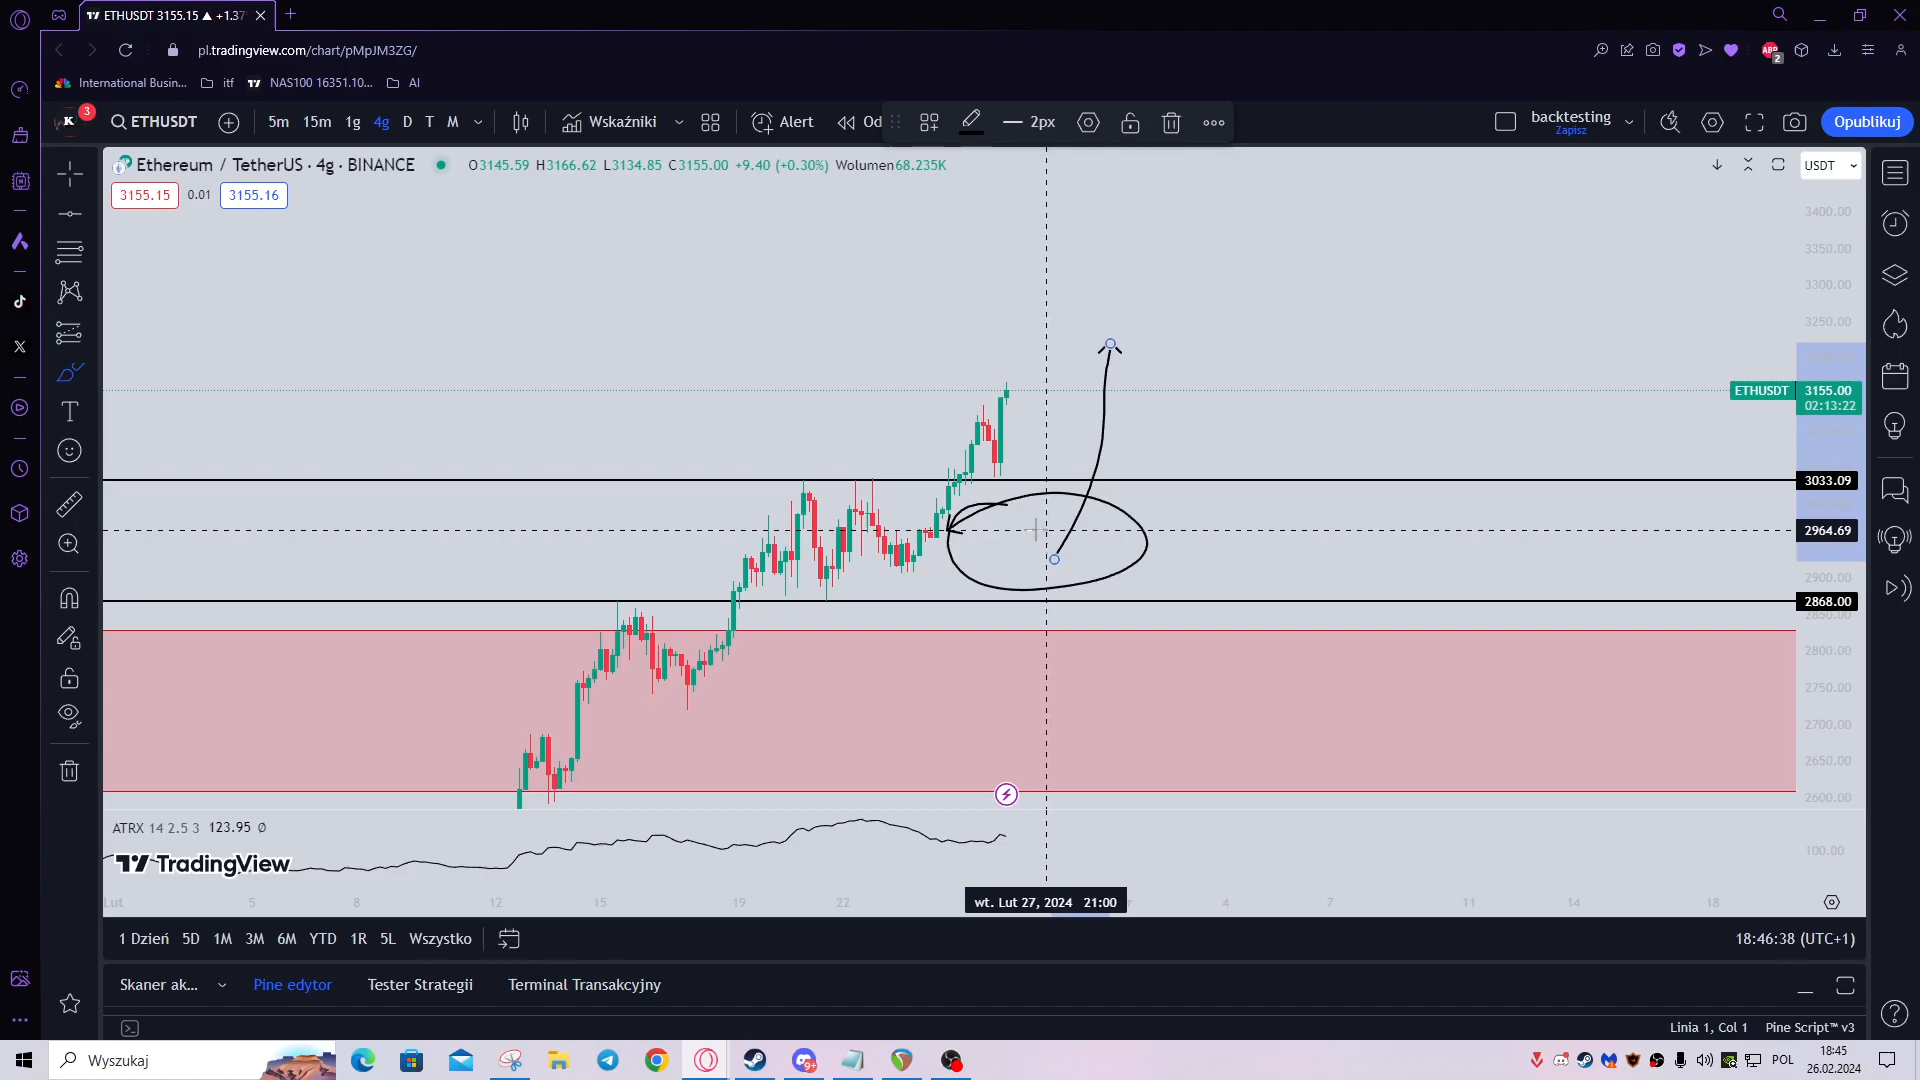 ETHUSDT 3155.15 ▲ +1.37
pl.tradingview.com/chart/pMpJM3ZG/
ABP
2
International Busin...
itf
NAS100 16351.10...
AI
K
3
ETHUSDT
5m 15m 1g 4g D T M
Wskaźniki
Alert
Od
2px
backtesting
Zapisz
Opublikuj
Ethereum / TetherUS · 4g · BINANCE
O3145.59 H3166.62 L3134.85 C3155.00 +9.40 (+0.30%) Wolumen68.235K
USDT
3155.15 0.01 3155.16
3400.00
3350.00
3300.00
3250.00
ETHUSDT 3155.00
02:13:22
3033.09
2964.69
2900.00
2868.00
2850.00
2800.00
2750.00
2700.00
2650.00
2600.00
ATRX 14 2.5 3 123.95 Ø
TradingView
100.00
Lut 5 8 12 15 19 22 wt. Lut 27, 2024 21:00 4 7 11 14 18
1 Dzień 5D 1M 3M 6M YTD 1R 5L Wszystko
18:46:38 (UTC+1)
Skaner ak... Pine edytor Tester Strategii Terminal Transakcyjny
Linia 1, Col 1 Pine Script™ v3
Wyszukaj
9+
POL
18:45
26.02.2024